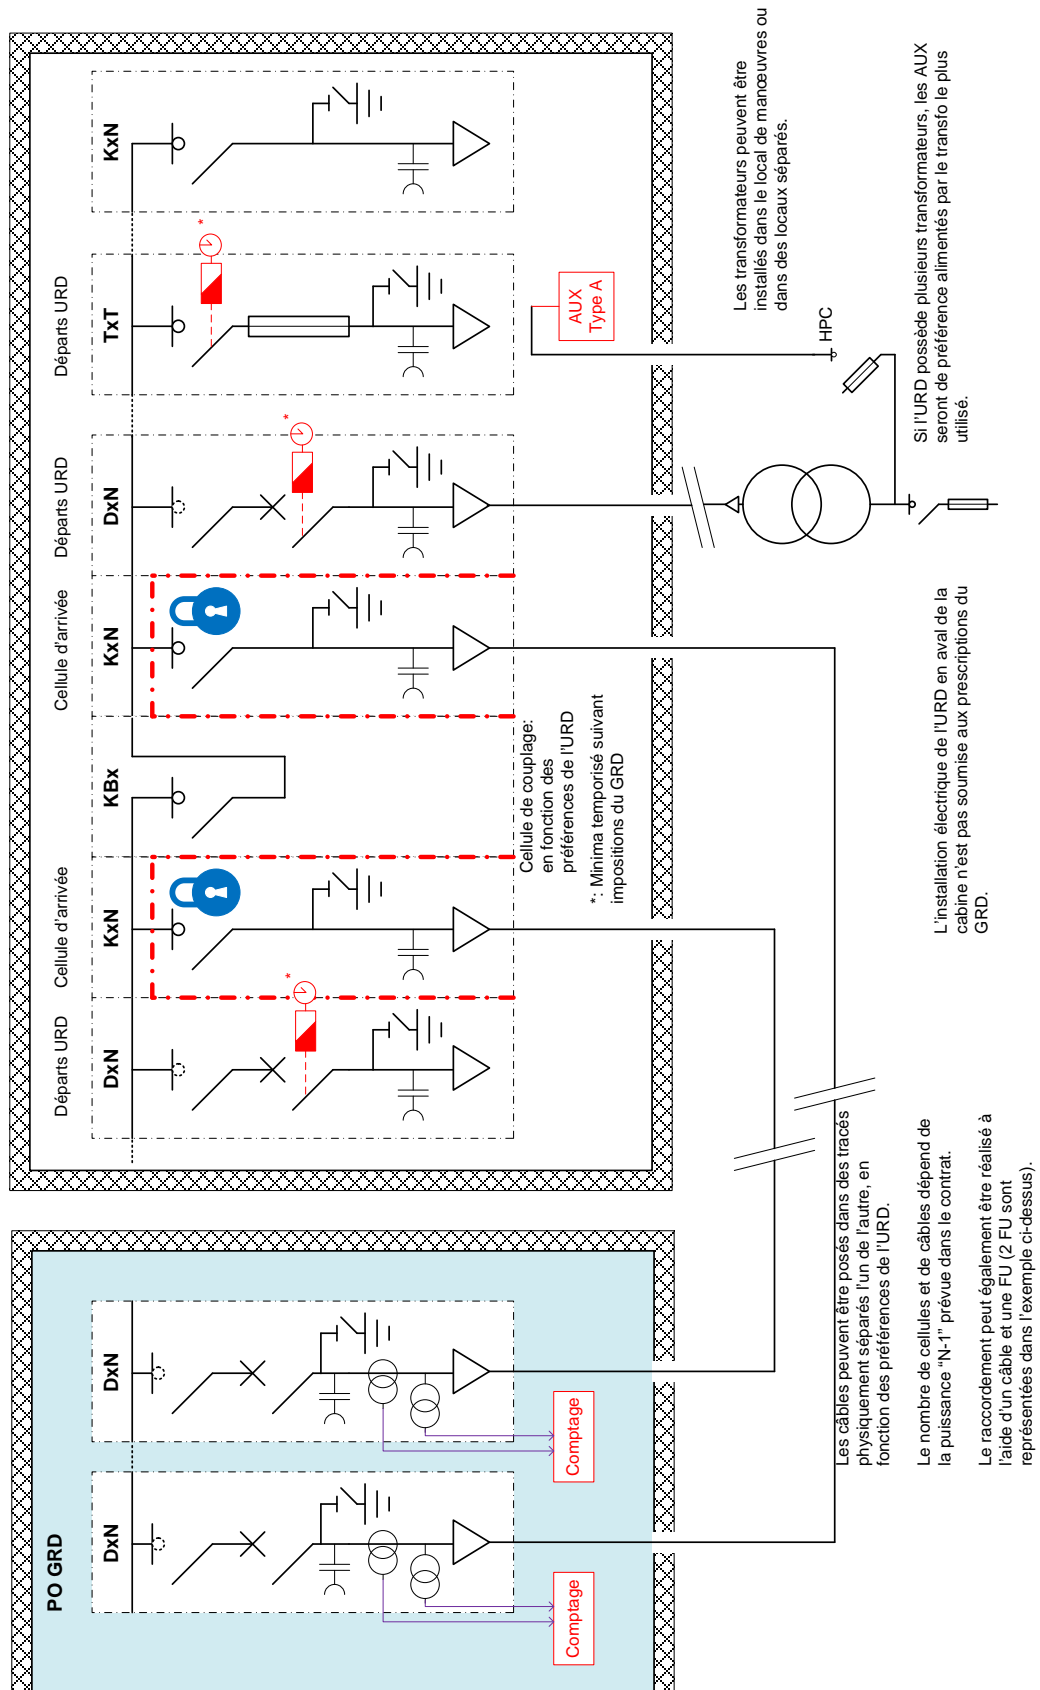 PO GRD
DxN
DxN
Comptage
Comptage
Départs URD
Cellule d'arrivée
Cellule d'arrivée
Départs URD
Départs URD
DxN
KxN
KBx
KxN
DxN
TxT
KxN
*
*
*
Cellule de couplage:
en fonction des
préférences de l'URD
*: Minima temporisé suivant
impositions du GRD
AUX
Type A
HPC
Les transformateurs peuvent être
installés dans le local de manœuvres ou
dans des locaux séparés.
Si l'URD possède plusieurs transformateurs, les AUX
seront de préférence alimentés par le transfo le plus
utilisé.
L'installation électrique de l'URD en aval de la
cabine n'est pas soumise aux prescriptions du
GRD.
Les câbles peuvent être posés dans des tracés
physiquement séparés l'un de l'autre, en
fonction des préférences de l'URD.
Le nombre de cellules et de câbles dépend de
la puissance "N-1" prévue dans le contrat.
Le raccordement peut également être réalisé à
l'aide d'un câble et une FU (2 FU sont
représentées dans l'exemple ci-dessus).